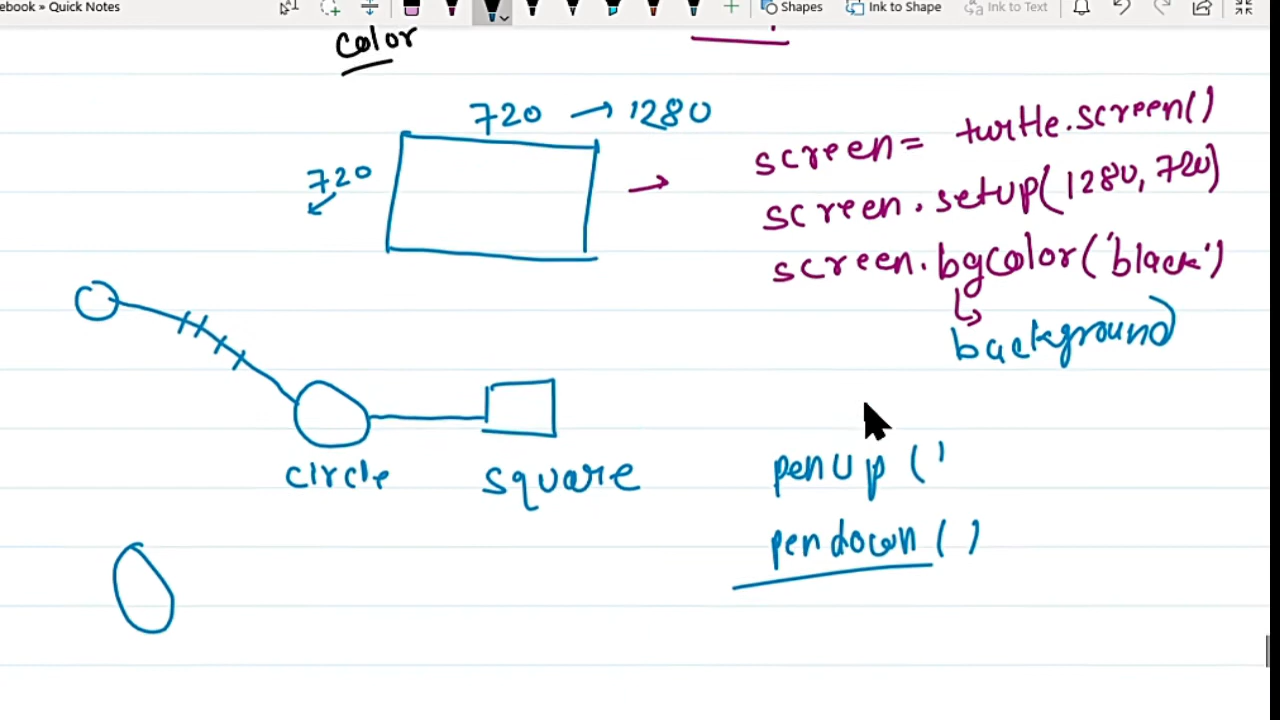 ebook » Quick Notes
Shapes
Ink to Shape
Ink to Text
color
720 → 1280
720
screen= turtle.screen()
screen.setup(1280, 720)
screen.bgcolor('black')
background
circle
square
penup ('
pendown ( )